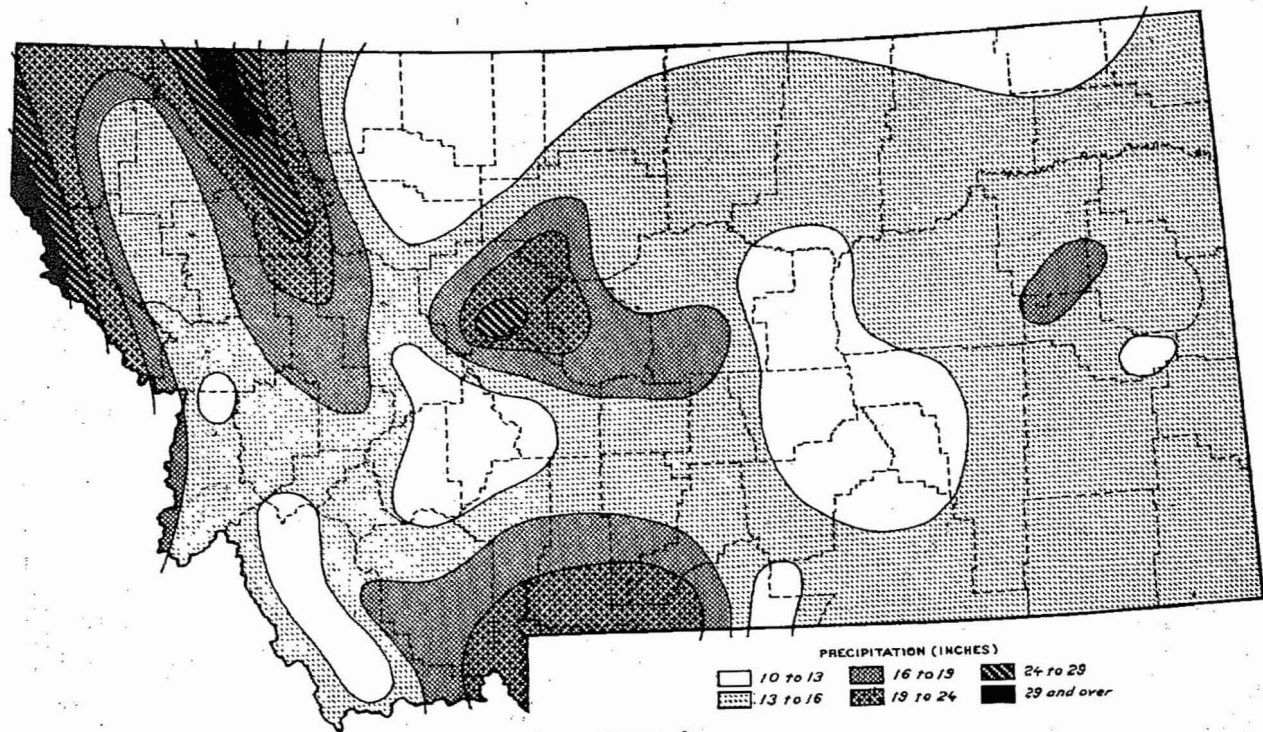 PRECIPITATION (INCHES)
10 to 13 16 to 19 24 to 29
13 to 16 19 to 24 29 and over